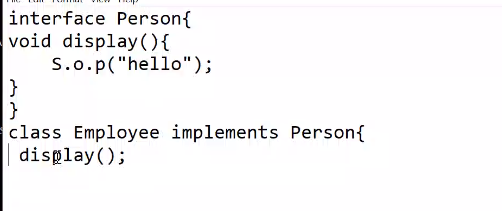 interface Person{
void display(){
S.o.p("hello");
}
}
class Employee implements Person{
display();